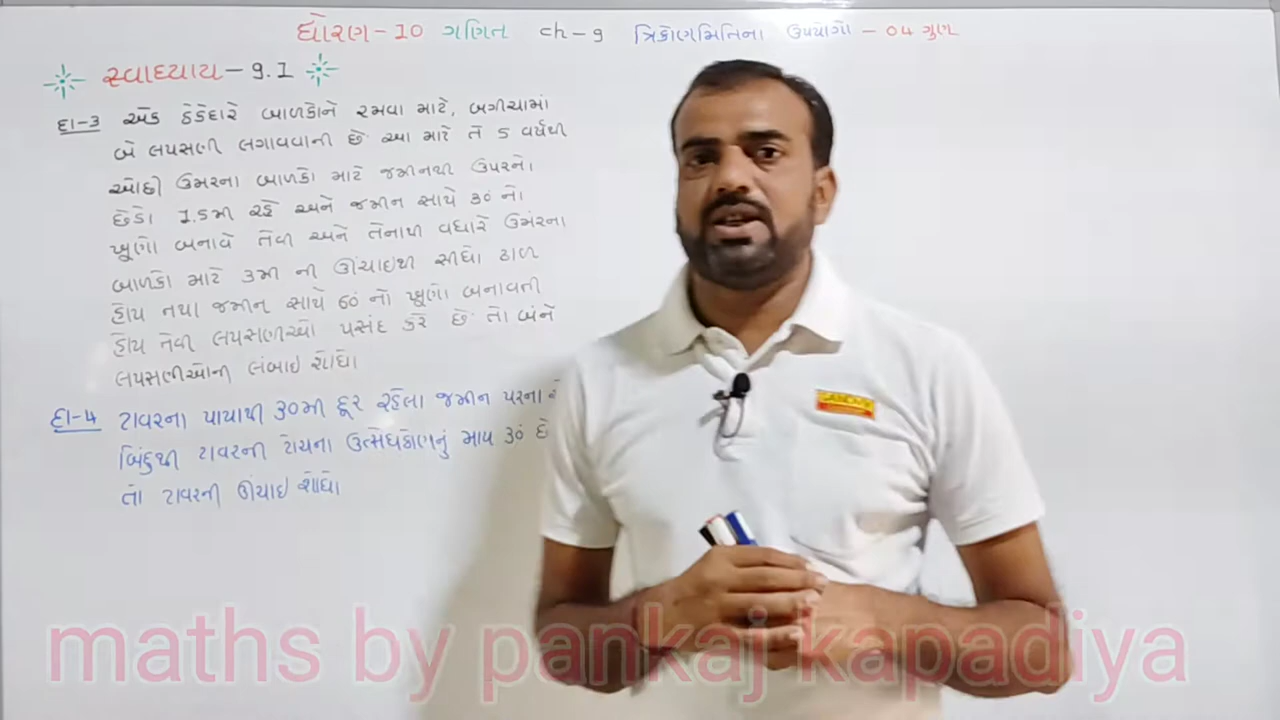 ધોરણ-10 ગણિત ch-9 ત્રિકોણમિતિના ઉપયોગો - 04 ગુણ
સ્વાધ્યાય-9.1
દા-3 એક ઠેકેદારે બાળકોને રમવા માટે, બગીચામાં
બે લપસણી લગાવવાની છે આ માટે તે 5 વર્ષથી
ઓછી ઉંમરના બાળકો માટે જમીનથી ઉપરનો
છેડો 1.5મી રહે અને જમીન સાથે 30° નો
ખુણો બનાવે તેવી અને તેનાથી વધારે ઉંમરના
બાળકો માટે 3મી ની ઊંચાઇથી સીધો ઢાળ
હોય તથા જમીન સાથે 60° નો ખુણો બનાવતી
હોય તેવી લપસણીઓ પસંદ કરે છે તો બંને
લપસણીઓની લંબાઇ શોધો
દા-4 ટાવરના પાયાથી 30મી દૂર રહેલા જમીન પરના
બિંદુથી ટાવરની ટોચના ઉત્સેધકોણનું માપ 30° છે
તો ટાવરની ઊંચાઇ શોધો
maths by pankaj kapadiya